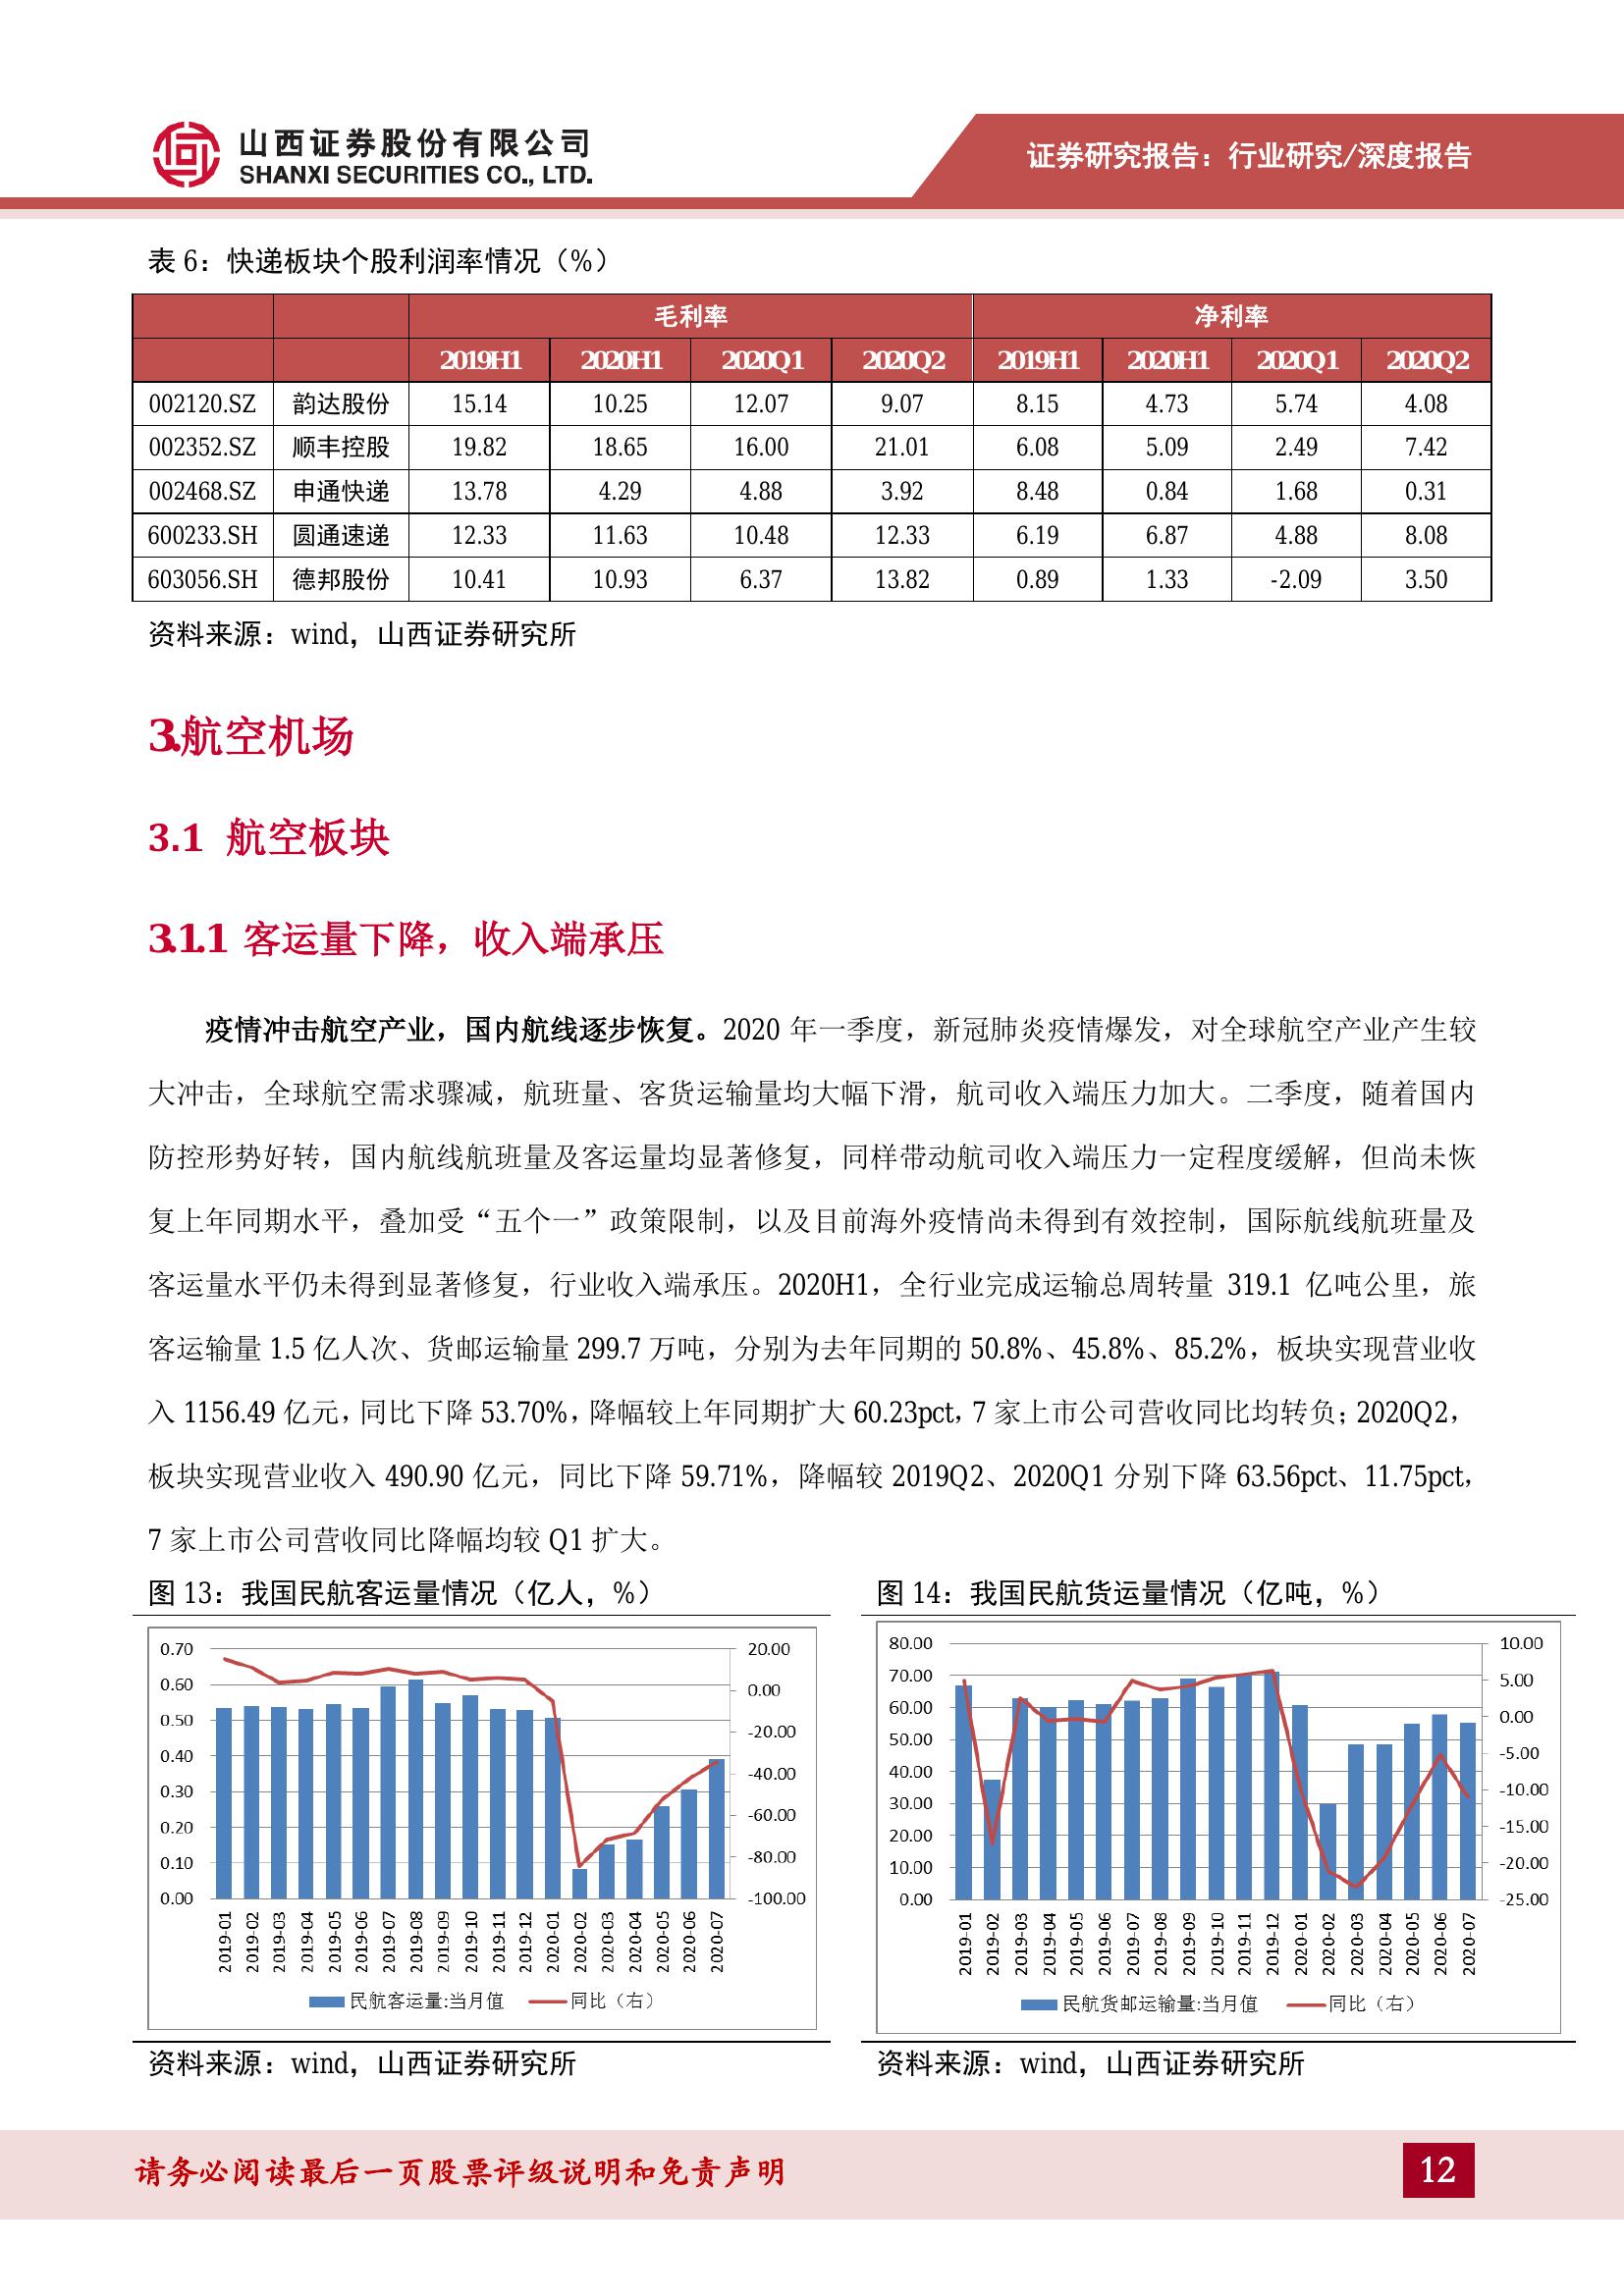 山西证券股份有限公司
SHANXI SECURITIES CO., LTD.
证券研究报告：行业研究/深度报告
表 6：快递板块个股利润率情况（%）
毛利率 净利率
2019H1 2020H1 2020Q1 2020Q2 2019H1 2020H1 2020Q1 2020Q2
002120.SZ 韵达股份 15.14 10.25 12.07 9.07 8.15 4.73 5.74 4.08
002352.SZ 顺丰控股 19.82 18.65 16.00 21.01 6.08 5.09 2.49 7.42
002468.SZ 申通快递 13.78 4.29 4.88 3.92 8.48 0.84 1.68 0.31
600233.SH 圆通速递 12.33 11.63 10.48 12.33 6.19 6.87 4.88 8.08
603056.SH 德邦股份 10.41 10.93 6.37 13.82 0.89 1.33 -2.09 3.50
资料来源：wind，山西证券研究所
3.航空机场
3.1 航空板块
3.1.1 客运量下降，收入端承压
疫情冲击航空产业，国内航线逐步恢复。2020 年一季度，新冠肺炎疫情爆发，对全球航空产业产生较
大冲击，全球航空需求骤减，航班量、客货运输量均大幅下滑，航司收入端压力加大。二季度，随着国内
防控形势好转，国内航线航班量及客运量均显著修复，同样带动航司收入端压力一定程度缓解，但尚未恢
复上年同期水平，叠加受“五个一”政策限制，以及目前海外疫情尚未得到有效控制，国际航线航班量及
客运量水平仍未得到显著修复，行业收入端承压。2020H1，全行业完成运输总周转量 319.1 亿吨公里，旅
客运输量 1.5 亿人次、货邮运输量 299.7 万吨，分别为去年同期的 50.8%、45.8%、85.2%，板块实现营业收
入 1156.49 亿元，同比下降 53.70%，降幅较上年同期扩大 60.23pct，7 家上市公司营收同比均转负；2020Q2，
板块实现营业收入 490.90 亿元，同比下降 59.71%，降幅较 2019Q2、2020Q1 分别下降 63.56pct、11.75pct，
7 家上市公司营收同比降幅均较 Q1 扩大。
图 13：我国民航客运量情况（亿人，%）
0.70 20.00
0.60 0.00
0.50 -20.00
0.40 -40.00
0.30 -60.00
0.20 -80.00
0.10 -100.00
0.00
2019-01 2019-02 2019-03 2019-04 2019-05 2019-06 2019-07 2019-08 2019-09 2019-10 2019-11 2019-12 2020-01 2020-02 2020-03 2020-04 2020-05 2020-06 2020-07
民航客运量:当月值 同比（右）
资料来源：wind，山西证券研究所
图 14：我国民航货运量情况（亿吨，%）
80.00 10.00
70.00 5.00
60.00 0.00
50.00 -5.00
40.00 -10.00
30.00 -15.00
20.00 -20.00
10.00 -25.00
0.00
2019-01 2019-02 2019-03 2019-04 2019-05 2019-06 2019-07 2019-08 2019-09 2019-10 2019-11 2019-12 2020-01 2020-02 2020-03 2020-04 2020-05 2020-06 2020-07
民航货邮运输量:当月值 同比（右）
资料来源：wind，山西证券研究所
请务必阅读最后一页股票评级说明和免责声明
12